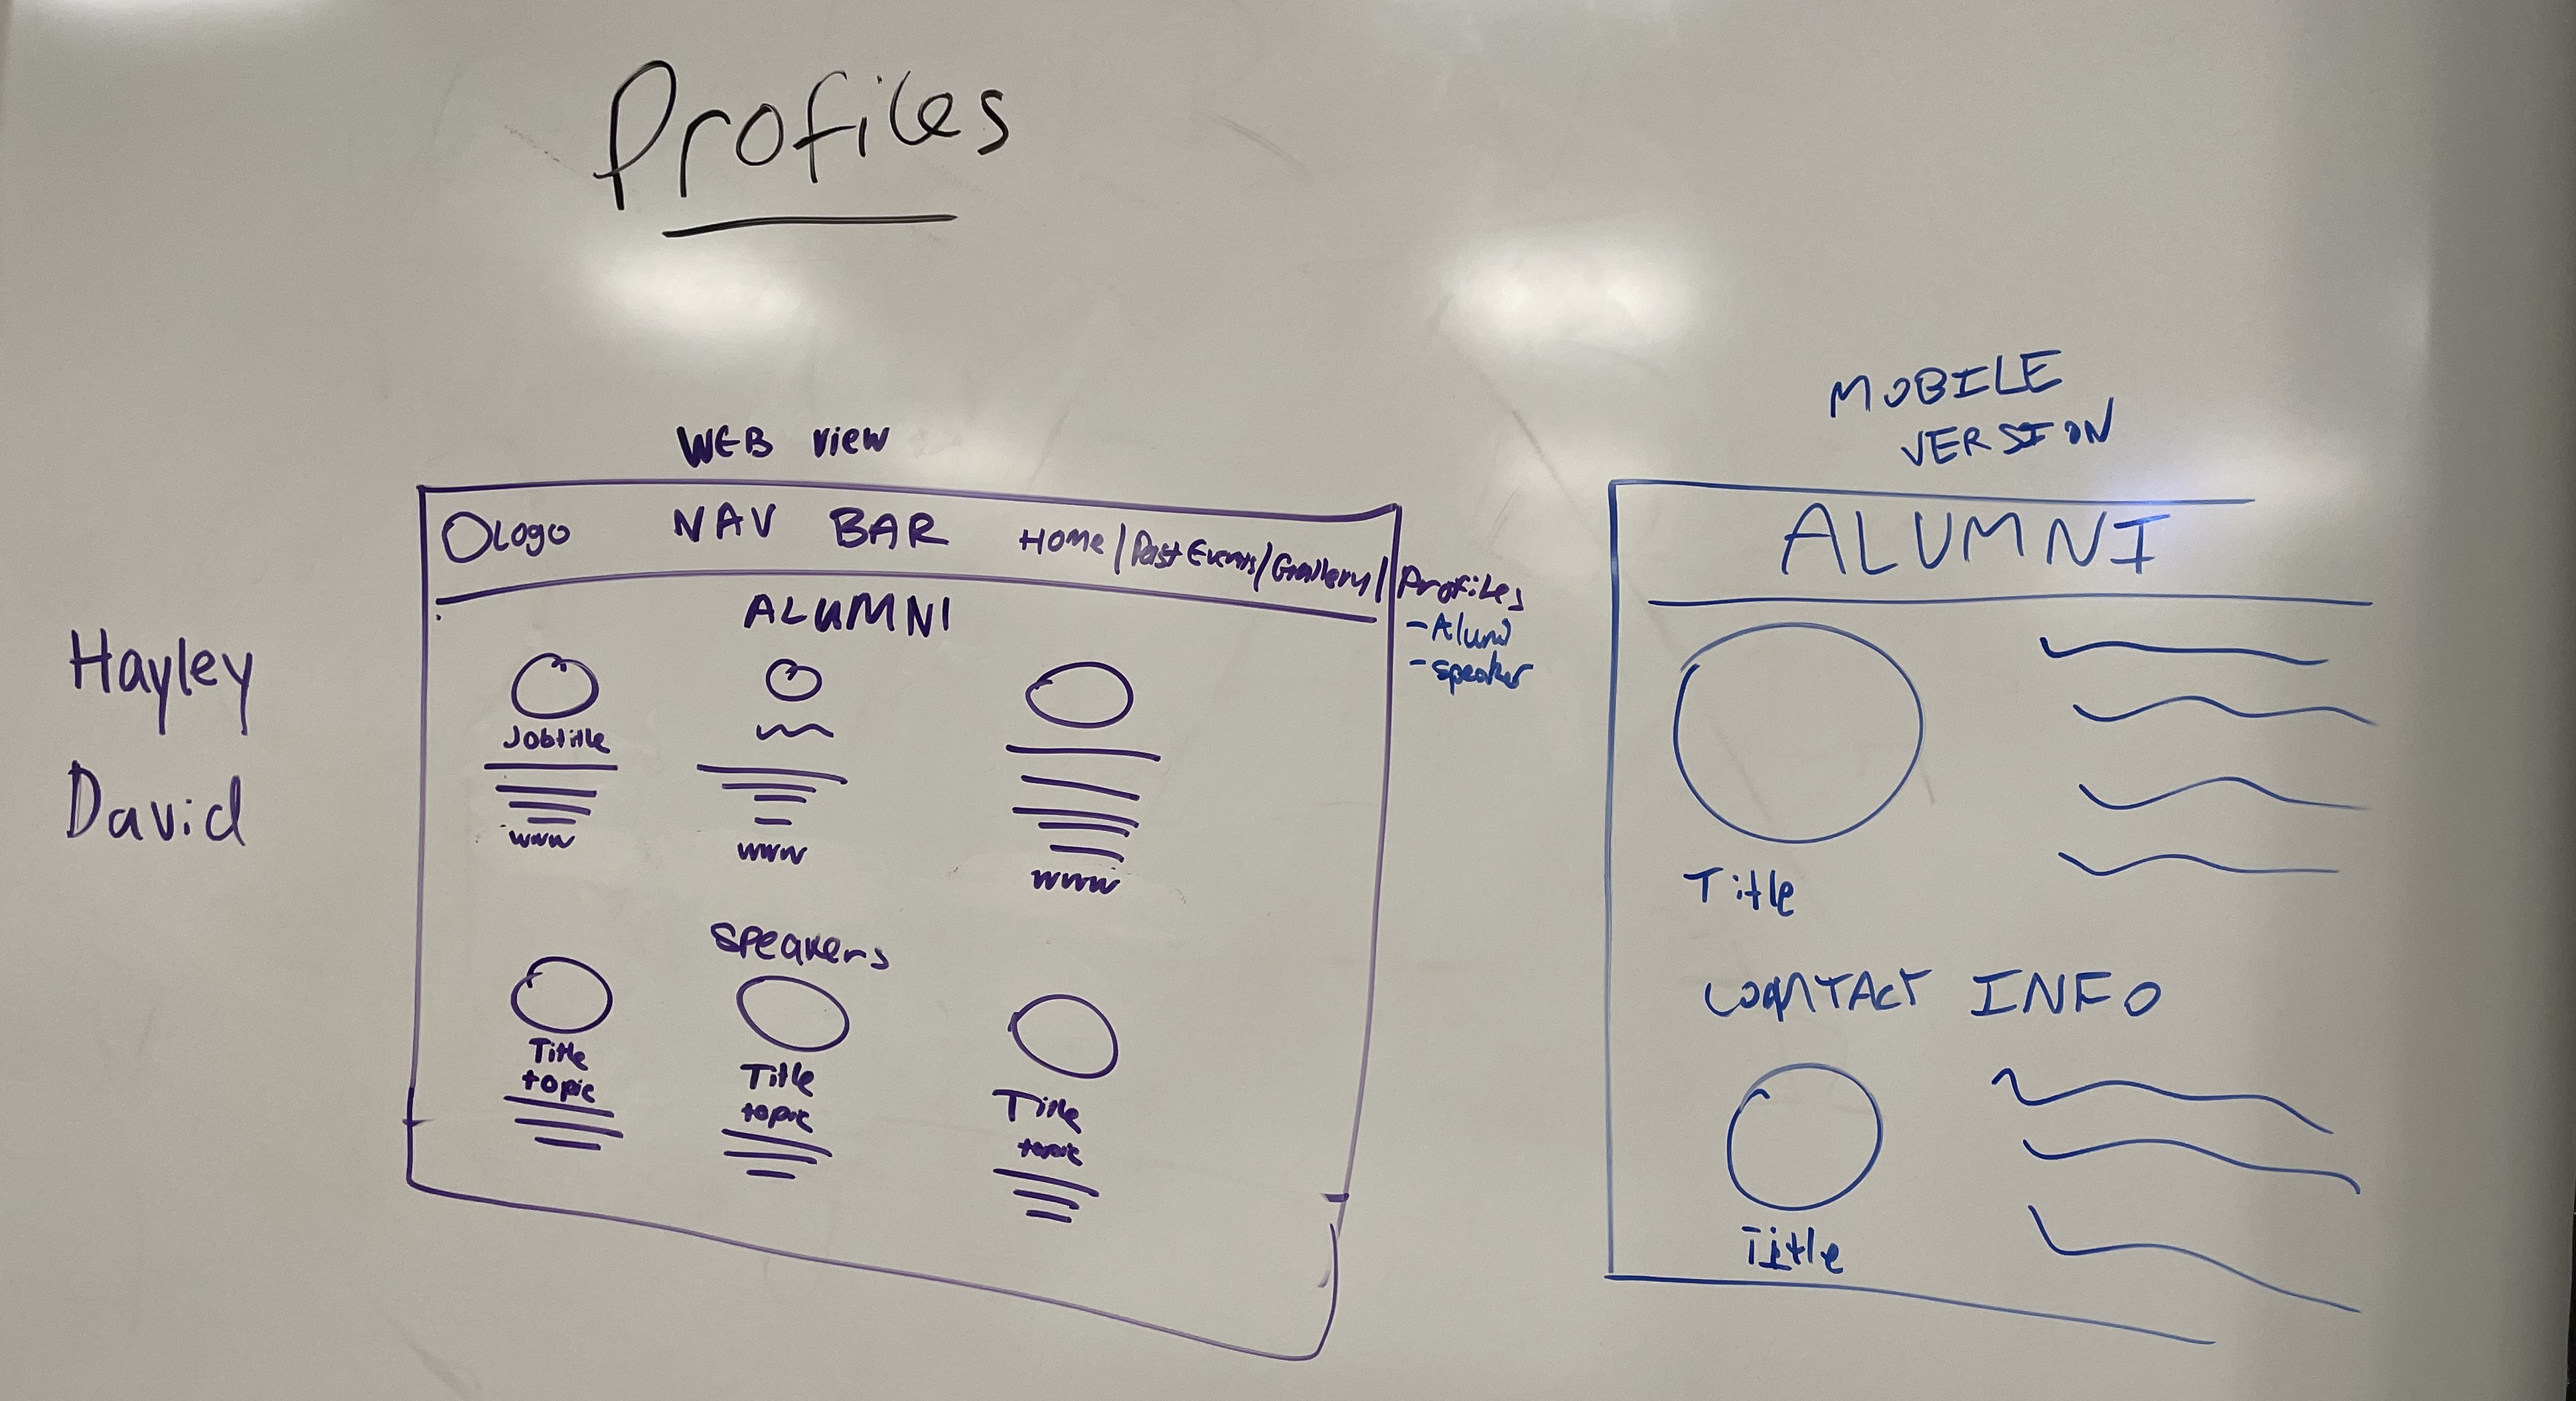 Profiles
WEB view
MOBILE
VERSION
Logo NAV BAR Home / Past Events / Gallery / Profiles
- Alumni
- speaker
ALUMNI
Hayley
David
Jobtitle
www
www
www
Speakers
Title
topic
Title
topic
Title
topic
ALUMNI
Title
CONTACT INFO
Title